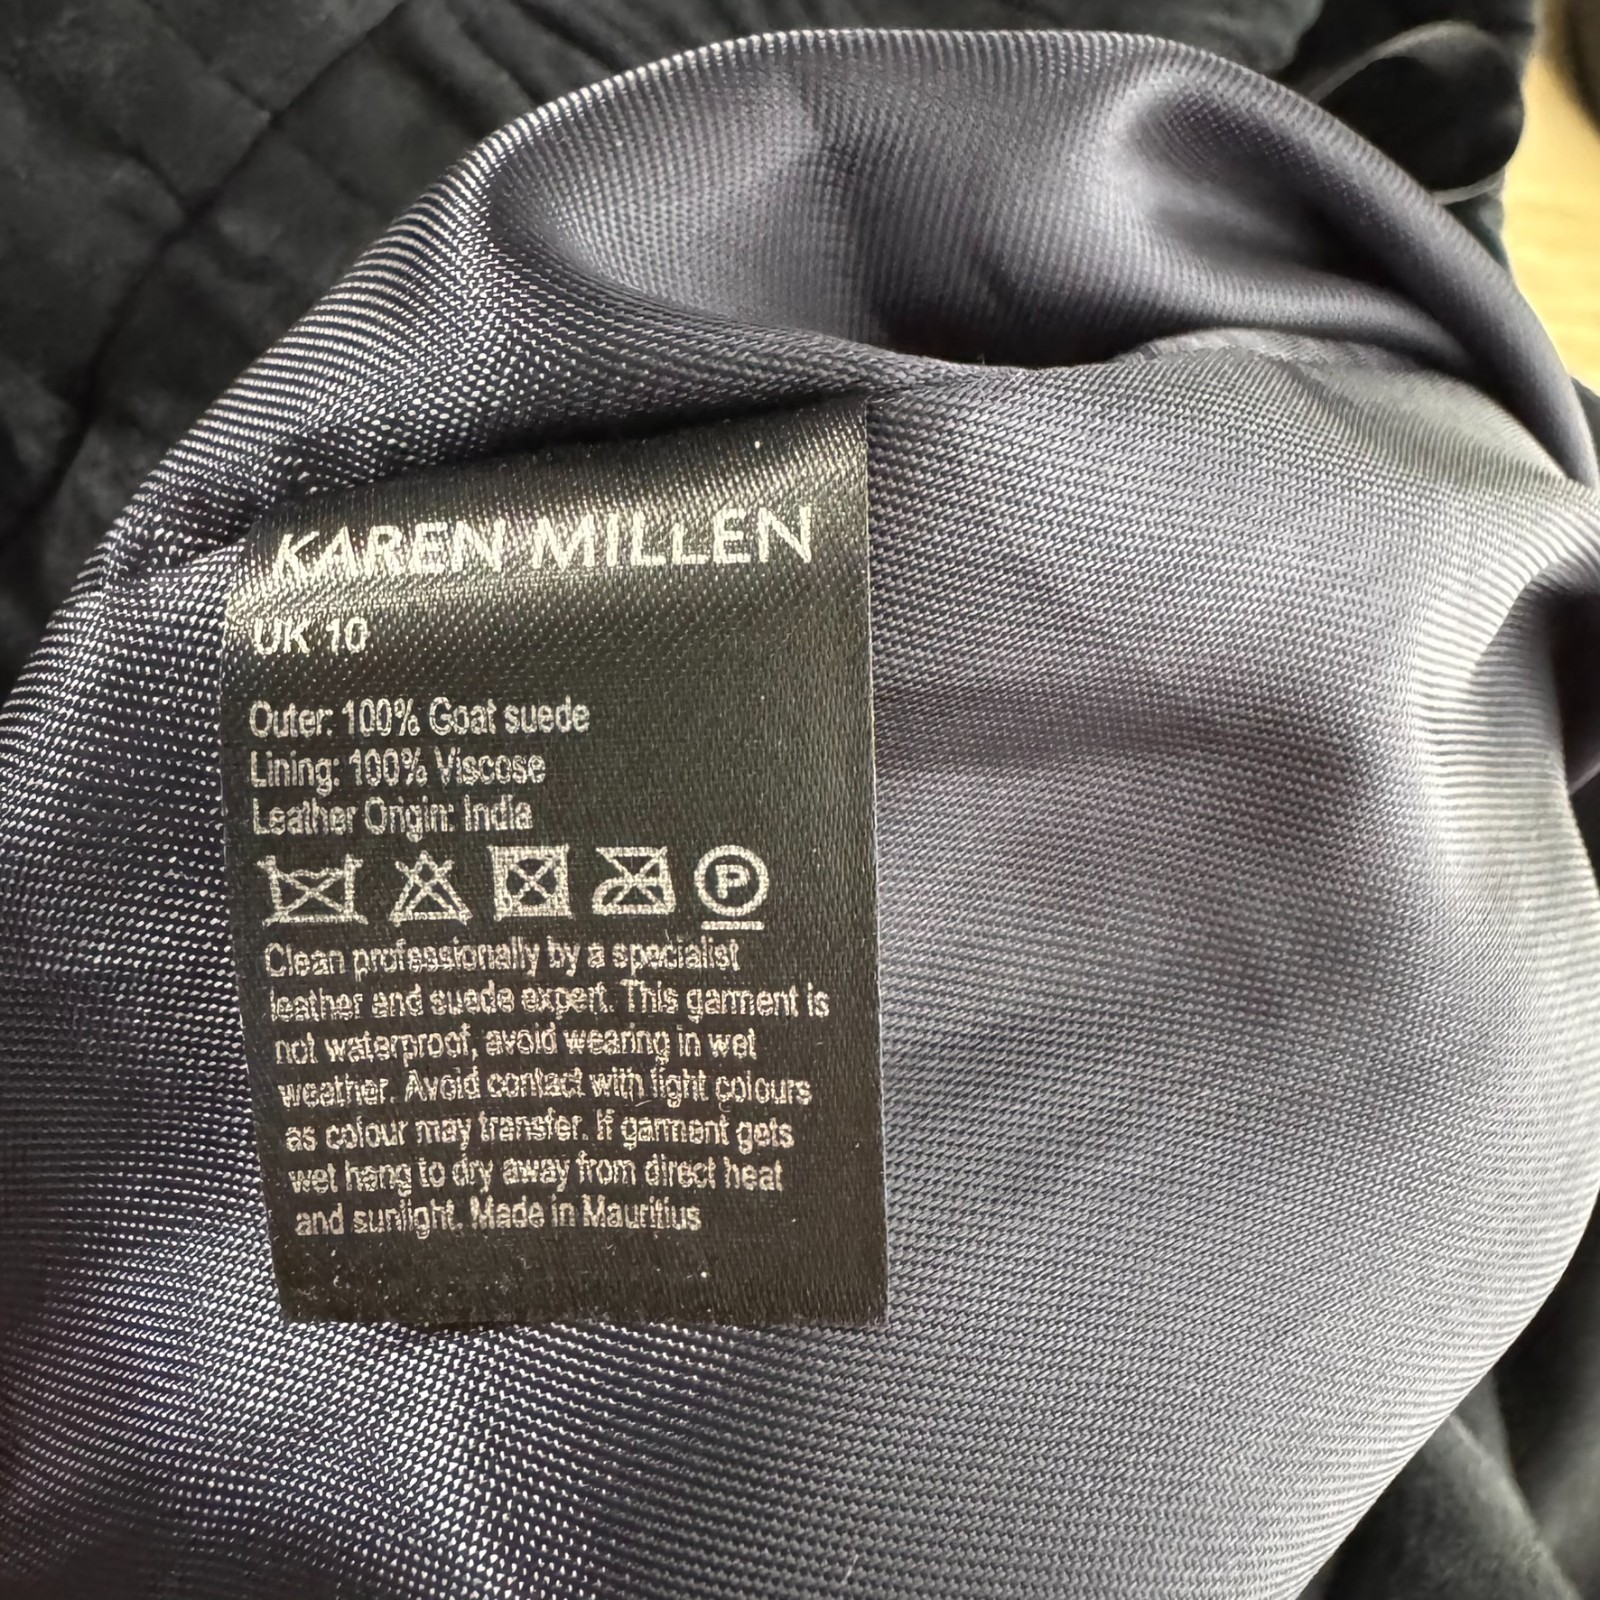 KAREN MILLEN
UK 10
Outer: 100% Goat suede
Lining: 100% Viscose
Leather Origin: India
P
Clean professionally by a specialist
leather and suede expert. This garment is
not waterproof, avoid wearing in wet
weather. Avoid contact with light colours
as colour may transfer. If garment gets
wet hang to dry away from direct heat
and sunlight. Made in Mauritius